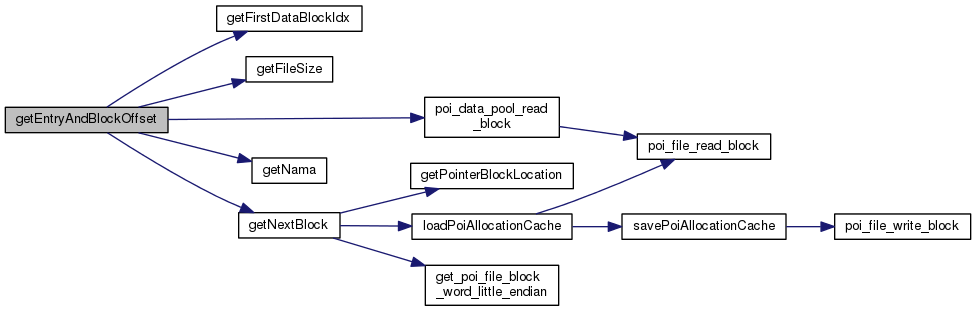 getFirstDataBlockIdx
getFileSize
getEntryAndBlockOffset
poi_data_pool_read
_block
poi_file_read_block
getNama
getPointerBlockLocation
getNextBlock
loadPoiAllocationCache
savePoiAllocationCache
poi_file_write_block
get_poi_file_block
_word_little_endian